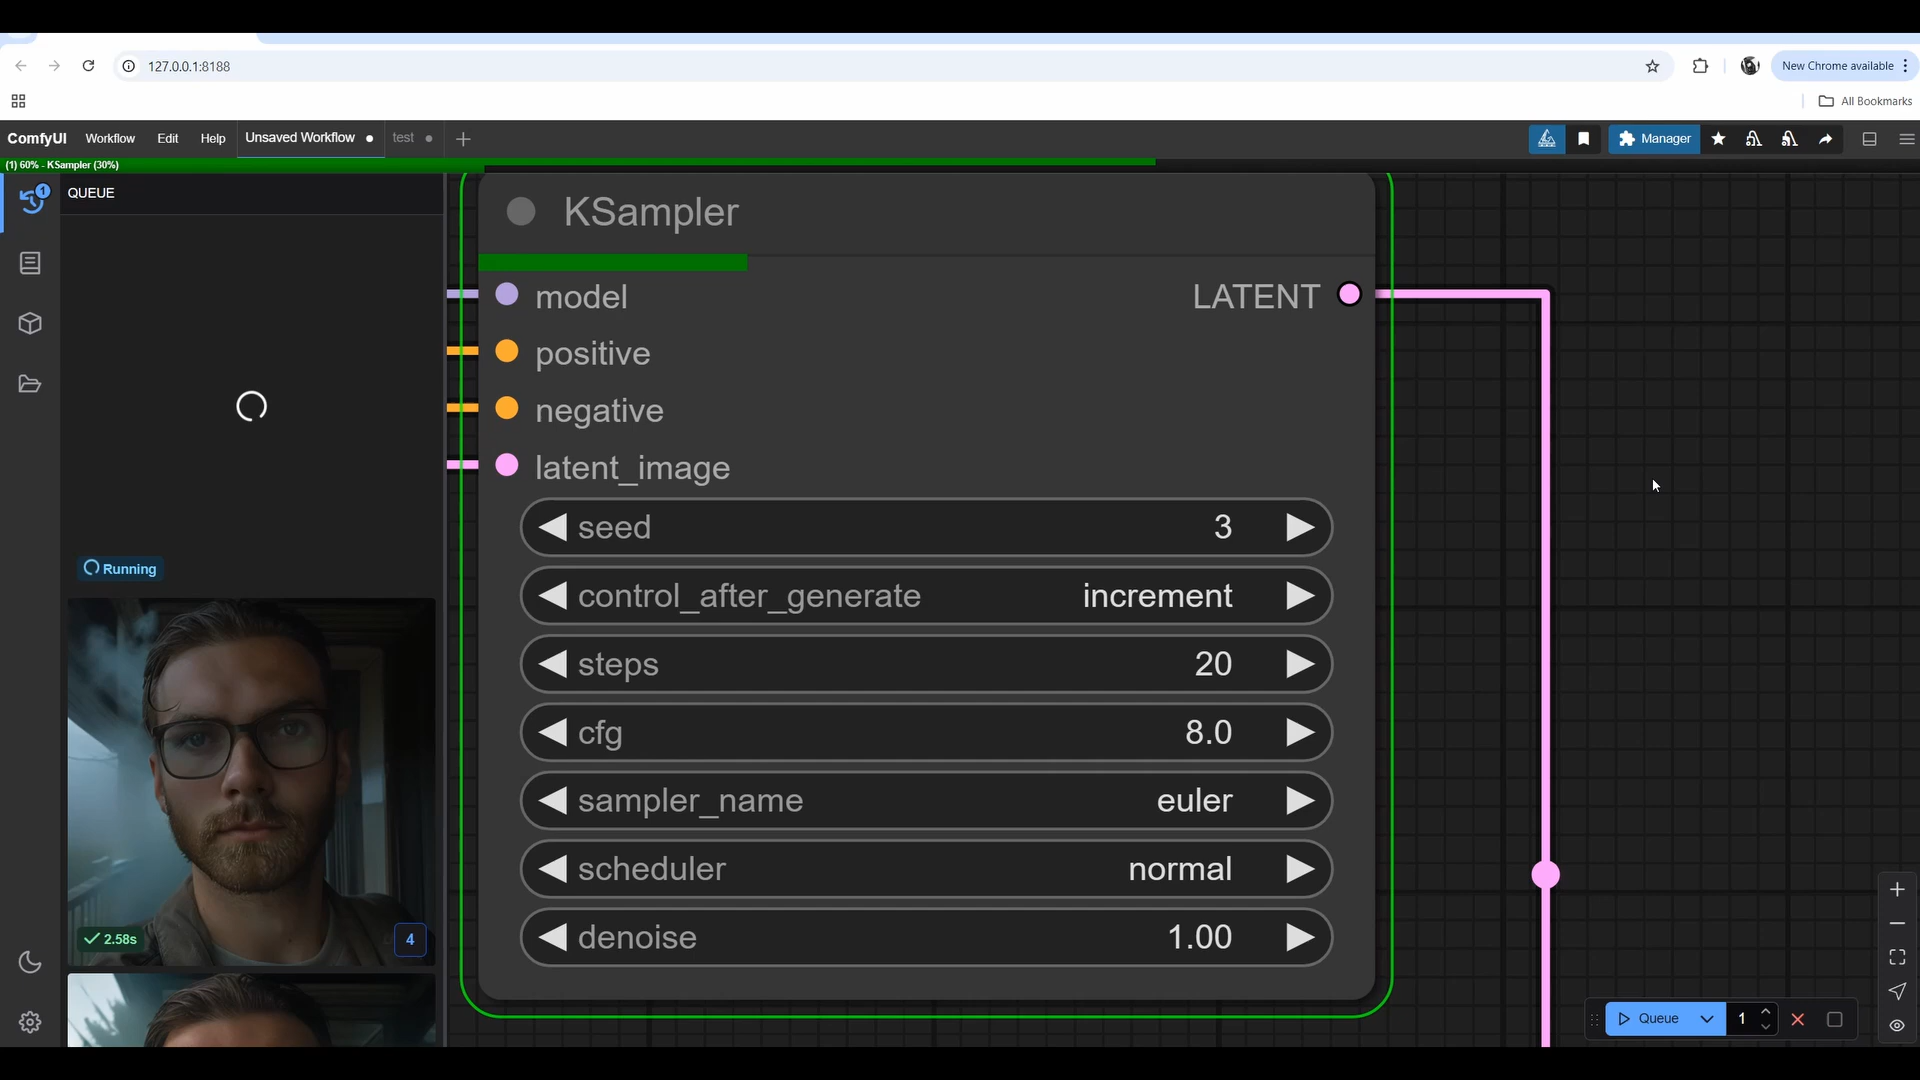 127.0.0.1:8188
New Chrome available
All Bookmarks
ComfyUI Workflow Edit Help Unsaved Workflow test Manager
(1) 60% - KSampler (30%)
1
QUEUE
Running
2.58s
4
KSampler
model LATENT
positive
negative
latent_image
seed 3
control_after_generate increment
steps 20
cfg 8.0
sampler_name euler
scheduler normal
denoise 1.00
Queue 1